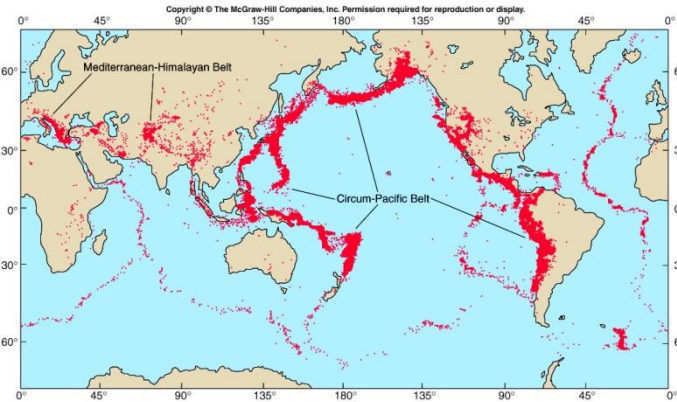 Copyright © The McGraw-Hill Companies, Inc. Permission required for reproduction or display.
0° 45° 90° 135° 180° 135° 90° 45° 0°
Mediterranean-Himalayan Belt
60°
30°
Circum-Pacific Belt
0°
30°
60°
0° 45° 90° 135° 180° 135° 90° 45° 0°